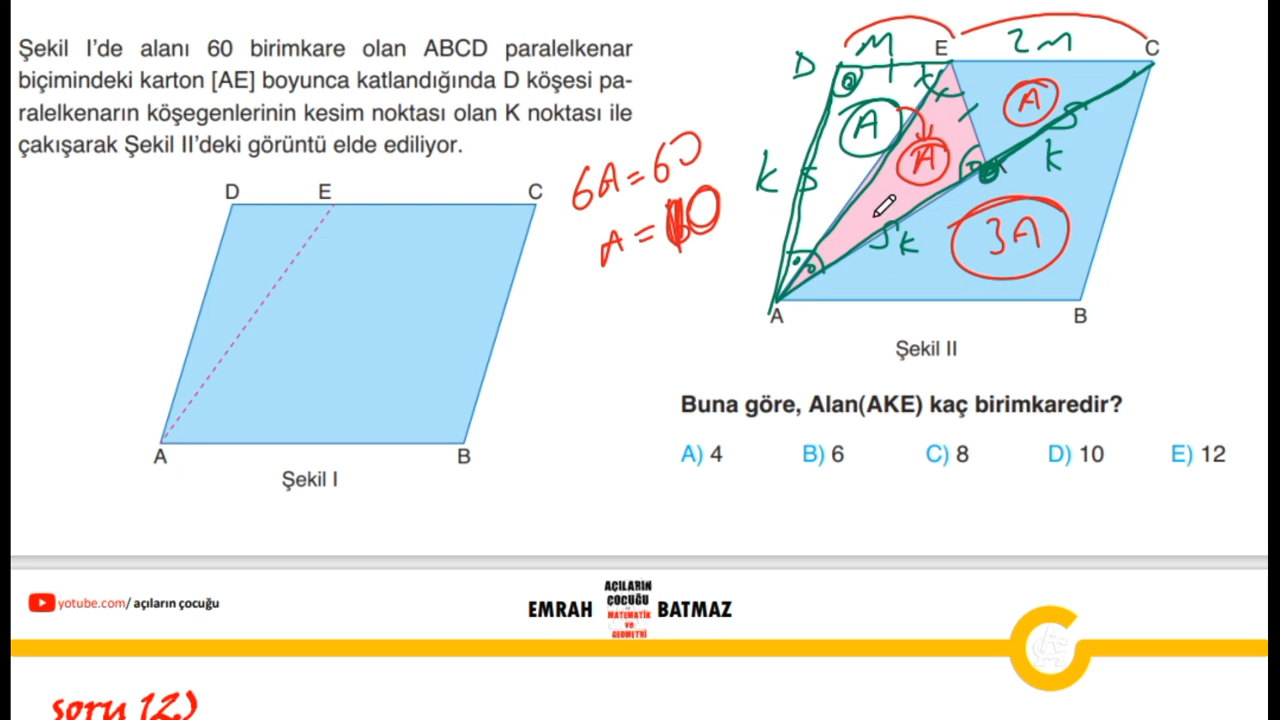 Şekil I'de alanı 60 birimkare olan ABCD paralelkenar
biçimindeki karton [AE] boyunca katlandığında D köşesi pa-
ralelkenarın köşegenlerinin kesim noktası olan K noktası ile
çakışarak Şekil II'deki görüntü elde ediliyor.
D E C
A B
Şekil I
6A = 60
A = 10
M 2M
D E C
A A A
k S K S k
S k
3A
A B
Şekil II
Buna göre, Alan(AKE) kaç birimkaredir?
A) 4 B) 6 C) 8 D) 10 E) 12
yotube.com/ açıların çocuğu
EMRAH
AÇILARIN
ÇOCUĞU
MATEMATİK
ve
GEOMETRİ
BATMAZ
soru 12)